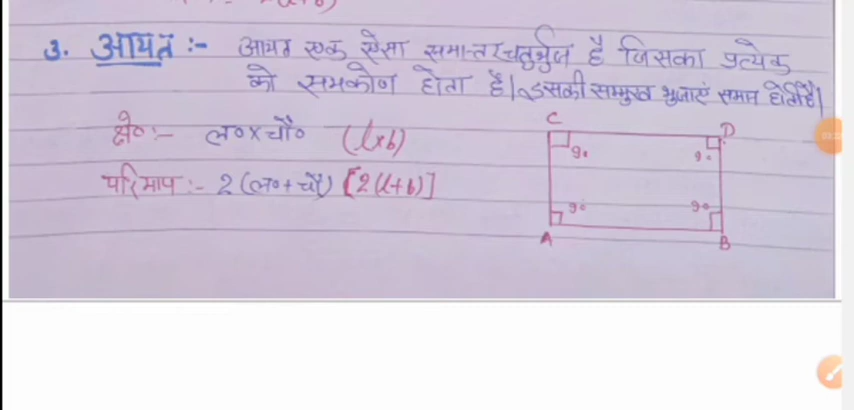 3. आयत :- आयत एक ऐसा समान्तर चतुर्भुज है जिसका प्रत्येक
को समकोण होता है। इसकी सम्मुख भुजाएं समान होती हैं।
क्षे० :- ल० × चौ० (l×b)
परिमाप :- 2 (ल० + चौ) [2(l+b)]
C D
90 90
90 90
A B